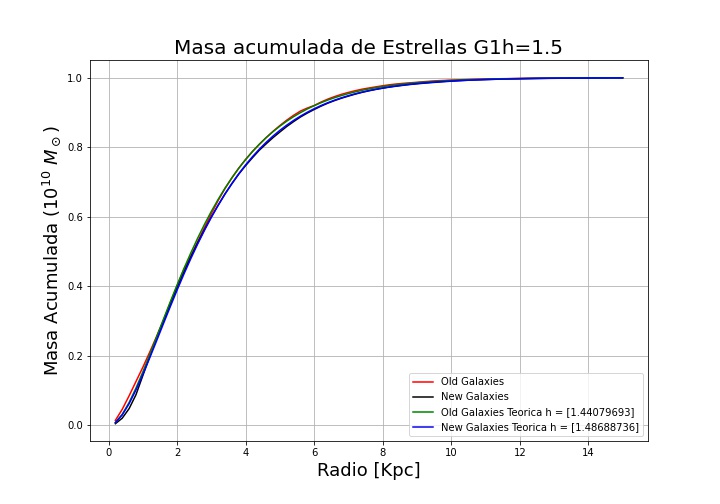 Masa acumulada de Estrellas G1h=1.5
Masa Acumulada (10^{10} M_⊙)
1.0
0.8
0.6
0.4
0.2
0.0
Old Galaxies
New Galaxies
Old Galaxies Teorica h = [1.44079693]
New Galaxies Teorica h = [1.48688736]
0 2 4 6 8 10 12 14
Radio [Kpc]